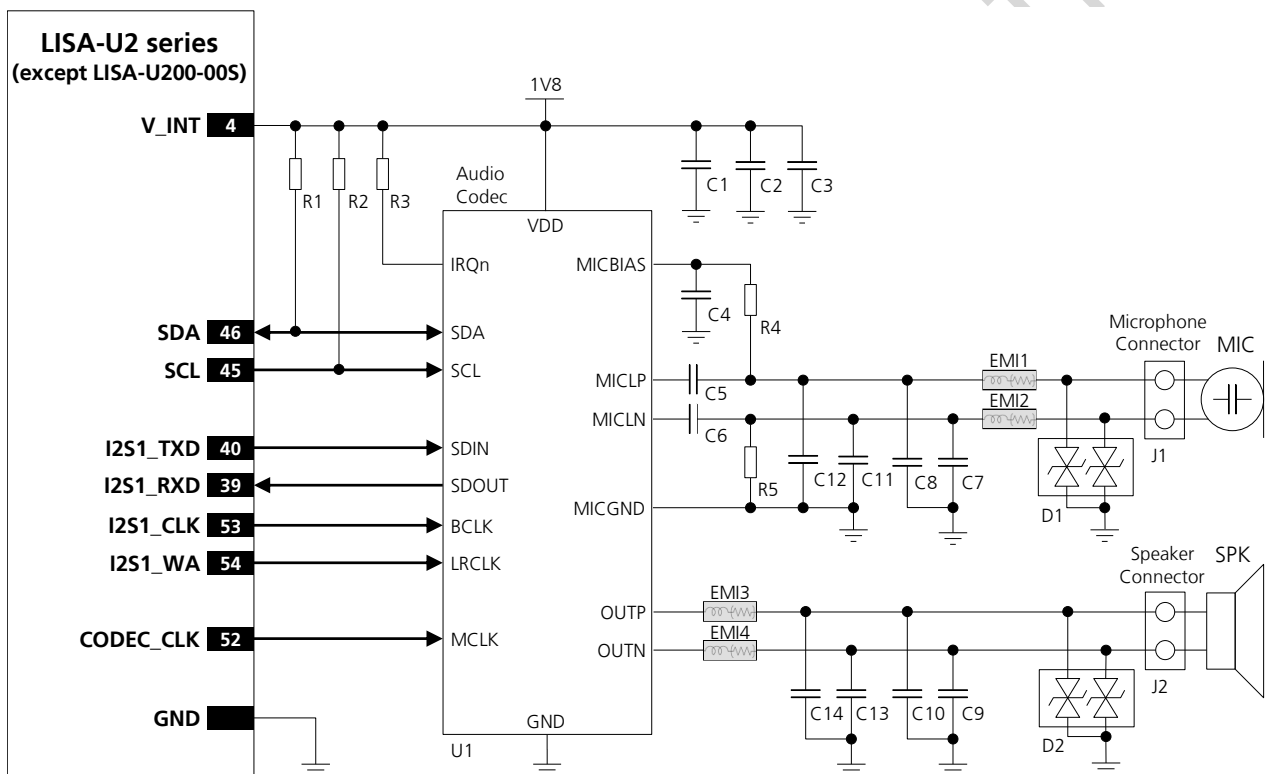 LISA-U2 series
(except LISA-U200-00S)
1V8
V_INT 4
R1
R2
R3
Audio
Codec
C1
C2
C3
VDD
IRQn
MICBIAS
C4
R4
SDA 46
SDA
SCL 45
SCL
Microphone
Connector
MIC
EMI1
MICLP
C5
EMI2
MICLN
C6
J1
I2S1_TXD 40
SDIN
I2S1_RXD 39
SDOUT
R5
C12
C11
C8
C7
MICGND
D1
I2S1_CLK 53
BCLK
I2S1_WA 54
LRCLK
Speaker
Connector
SPK
EMI3
OUTP
EMI4
OUTN
CODEC_CLK 52
MCLK
J2
C14
C13
C10
C9
D2
GND
GND
U1